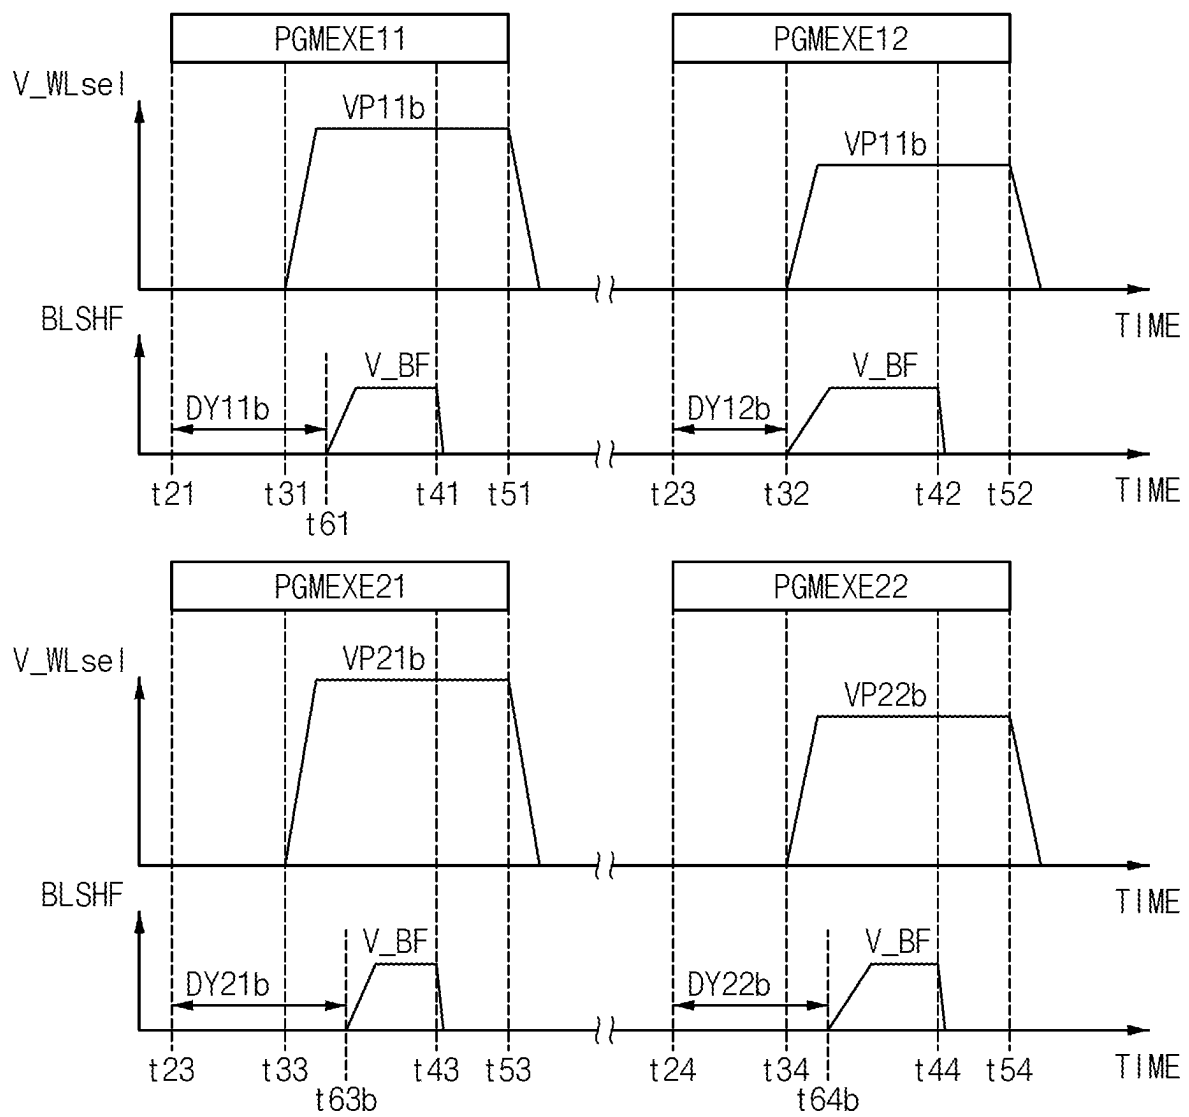 PGMEXE11 PGMEXE12
V_WLsel
VP11b
VP11b
BLSHF
TIME
V_BF V_BF
DY11b DY12b
t21 t31 t41 t51 t23 t32 t42 t52 TIME
t61
PGMEXE21 PGMEXE22
V_WLsel
VP21b
VP22b
BLSHF
TIME
V_BF V_BF
DY21b DY22b
t23 t33 t43 t53 t24 t34 t44 t54 TIME
t63b t64b